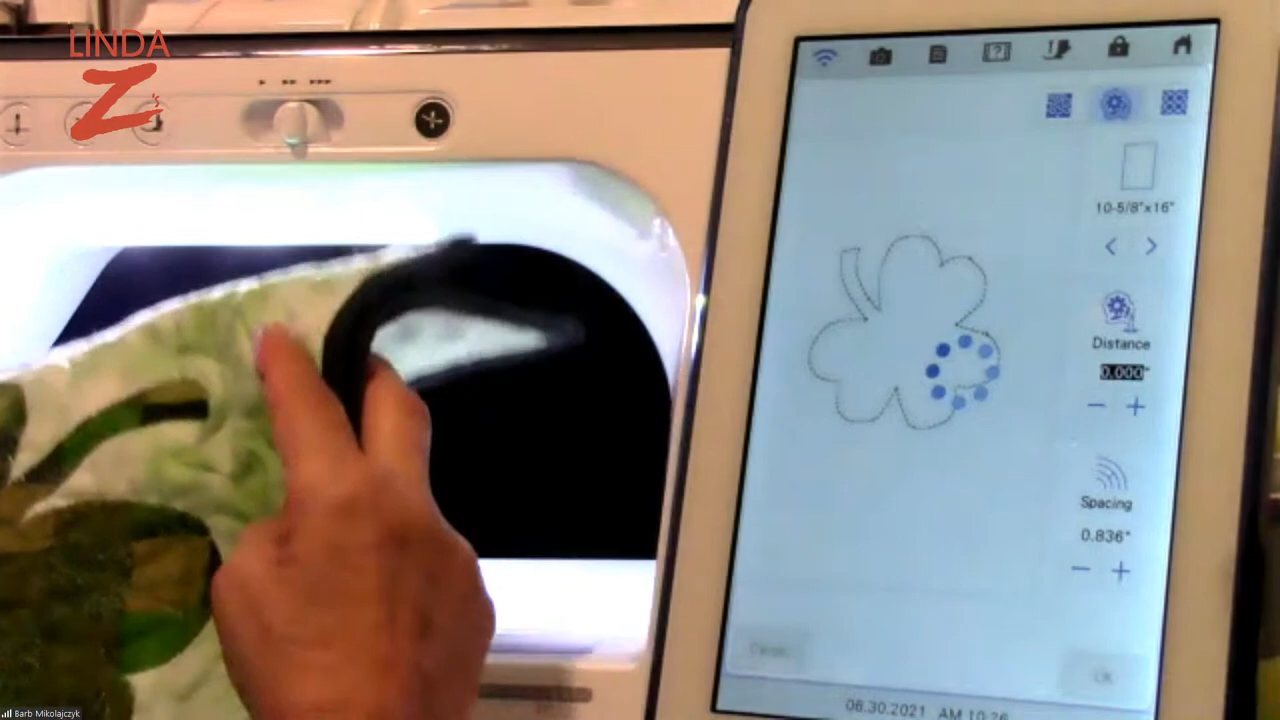 LINDA
Z's
10-5/8"x16"
Distance
0.000"
Spacing
0.836"
OK
06.30.2021 AM 10:26
Barb Mikolajczyk